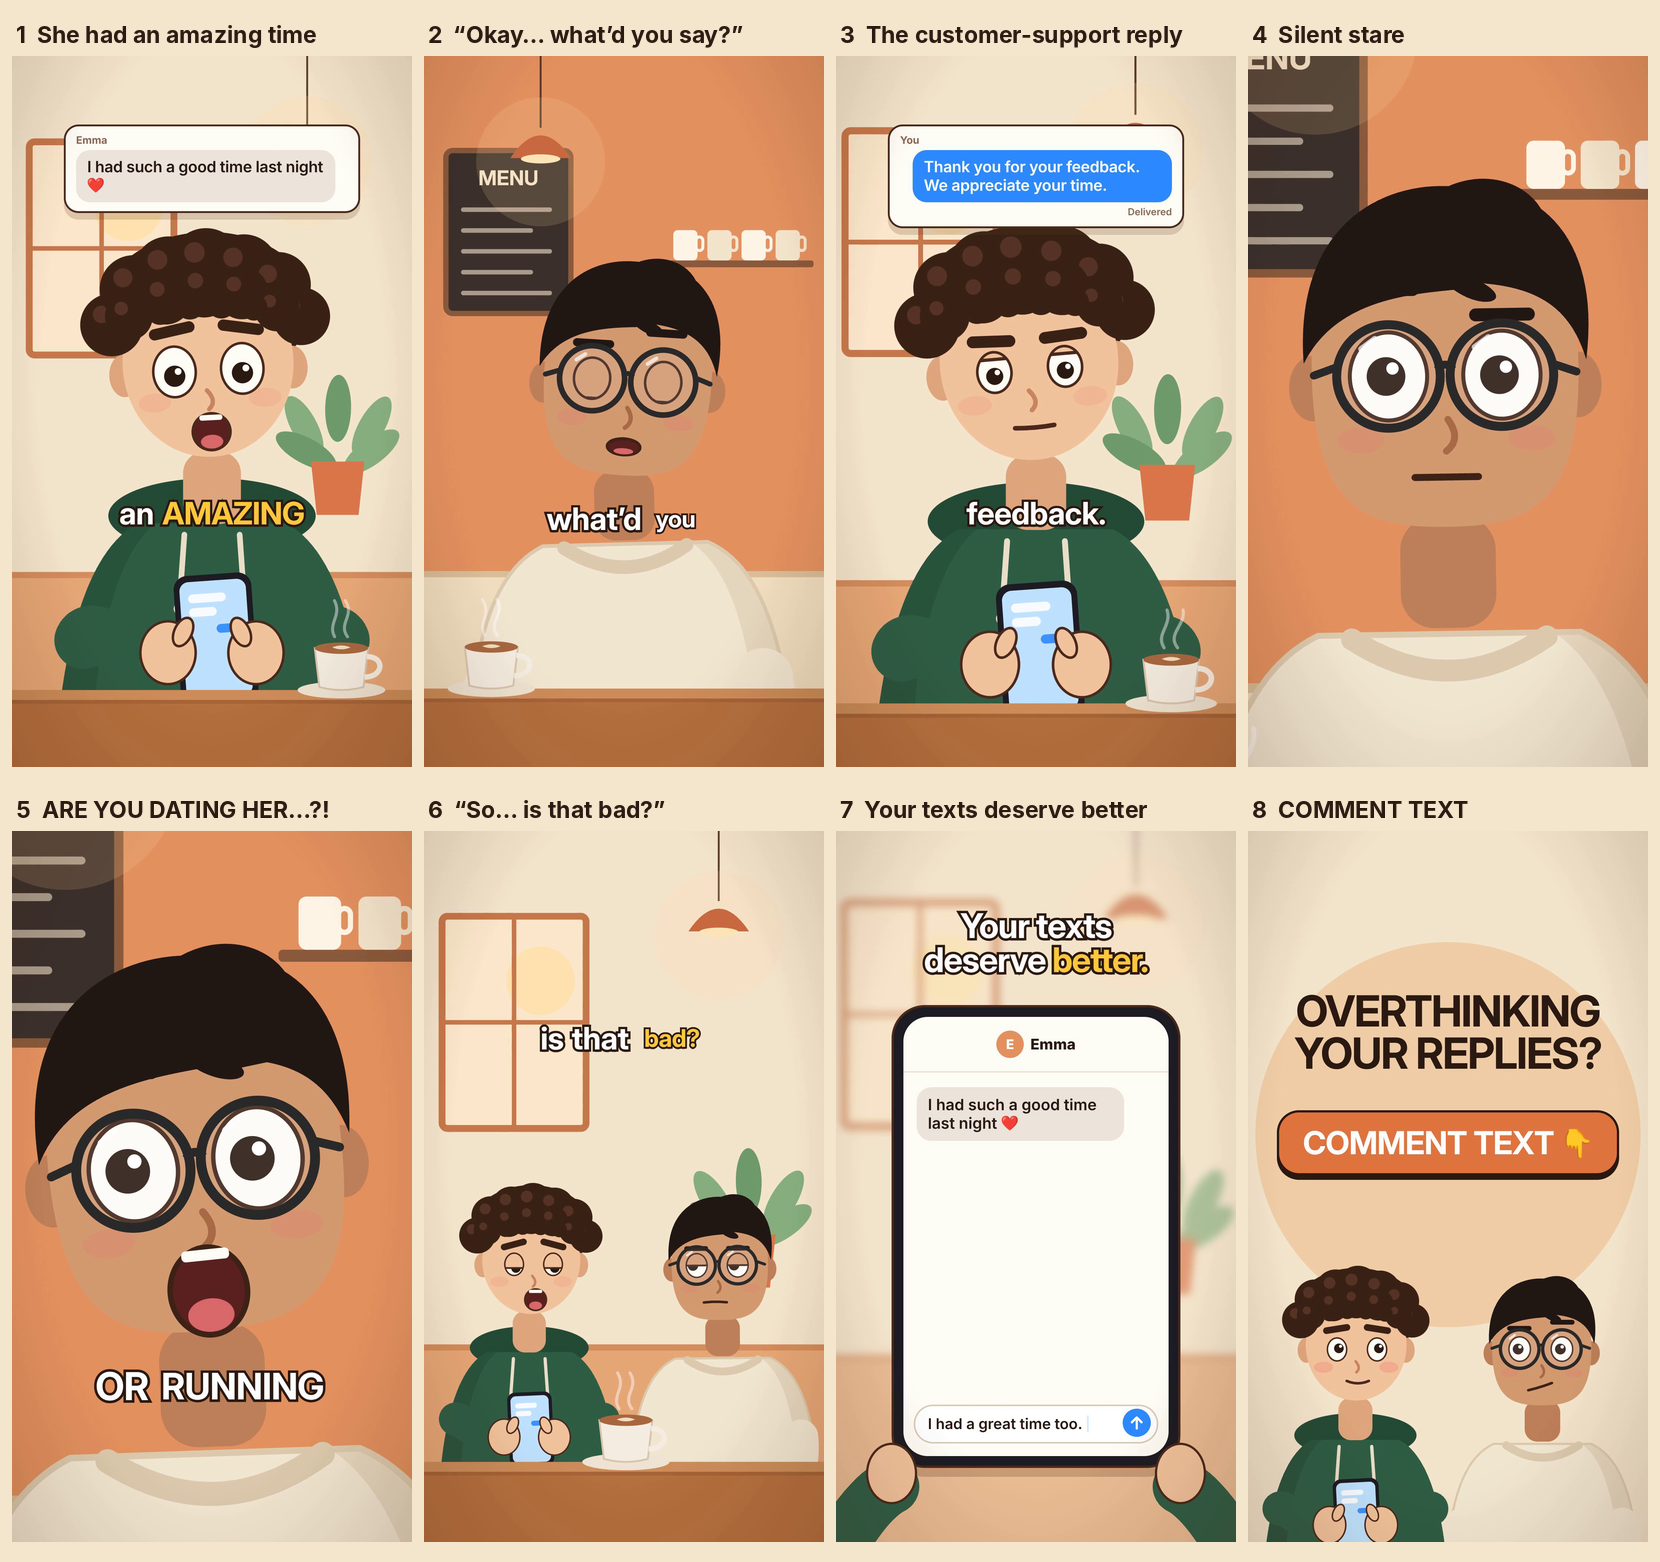 1 She had an amazing time
Emma
I had such a good time last night
❤️
an AMAZING
2 “Okay... what’d you say?”
MENU
what’d you
3 The customer-support reply
You
Thank you for your feedback.
We appreciate your time.
Delivered
feedback.
4 Silent stare
ENU
5 ARE YOU DATING HER...?!
OR RUNNING
6 “So... is that bad?”
is that bad?
7 Your texts deserve better
Your texts
deserve better.
E Emma
I had such a good time
last night ❤️
I had a great time too.
8 COMMENT TEXT
OVERTHINKING
YOUR REPLIES?
COMMENT TEXT 👇